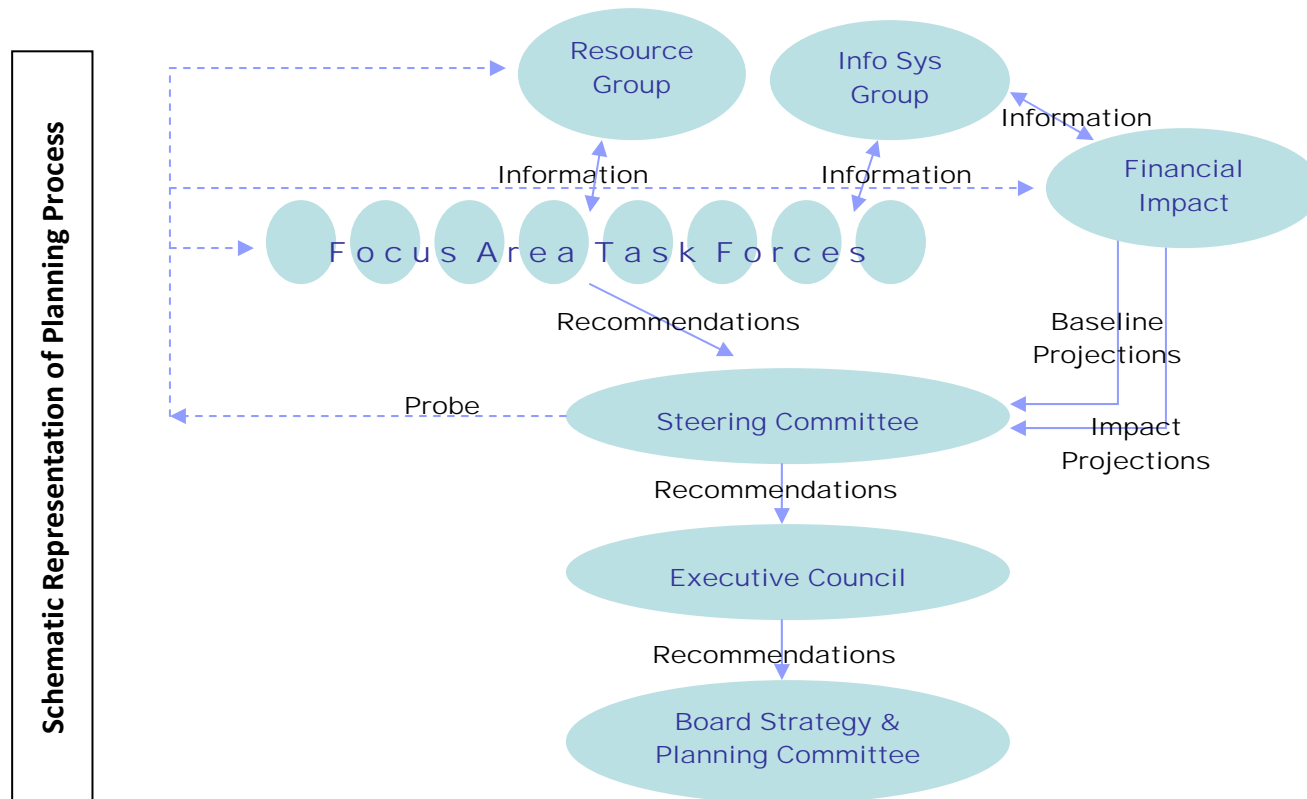 Schematic Representation of Planning Process
Resource
Group
Info Sys
Group
Information
Financial
Impact
Information
Information
Focus Area Task Forces
Recommendations
Baseline
Projections
Probe
Steering Committee
Impact
Projections
Recommendations
Executive Council
Recommendations
Board Strategy &
Planning Committee